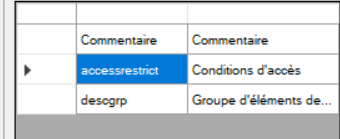 Commentaire Commentaire
accessrestrict Conditions d'accès
descgrp Groupe d'éléments de...